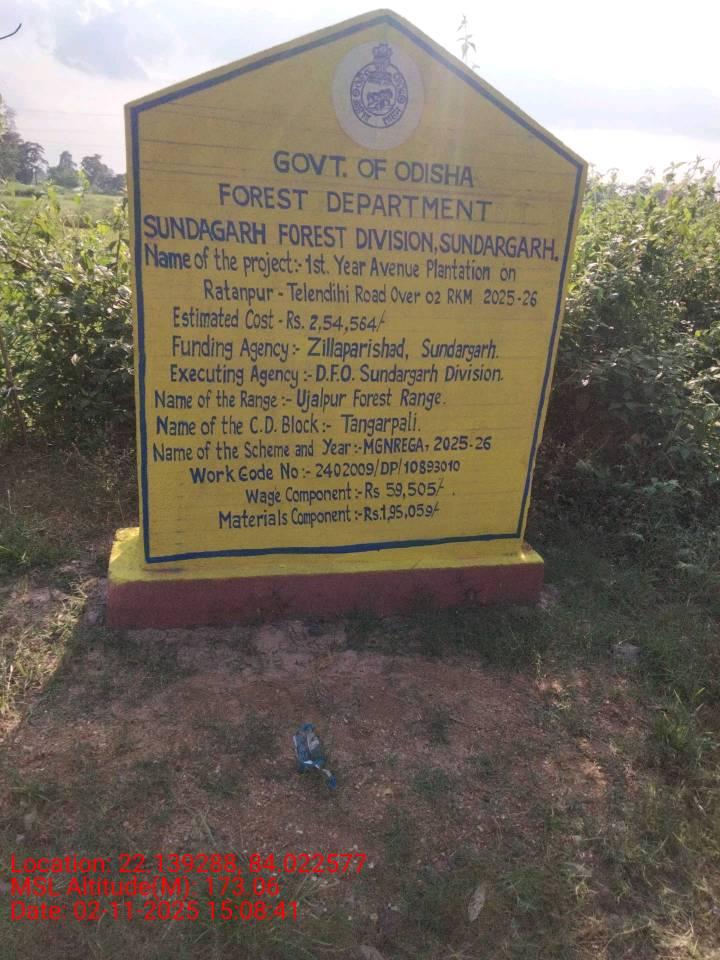 GOVT. OF ODISHA
FOREST DEPARTMENT
SUNDAGARH FOREST DIVISION, SUNDARGARH.
Name of the project:- 1st. Year Avenue Plantation on
Ratanpur - Telendihi Road Over 02 RKM 2025-26
Estimated Cost - Rs. 2,54,564/-
Funding Agency :- Zillaparishad, Sundargarh.
Executing Agency :- D.F.O. Sundargarh Division.
Name of the Range:- Ujalpur Forest Range.
Name of the C.D. Block :- Tangarpali.
Name of the Scheme and Year :- MGNREGA, 2025-26
Work Code No :- 2402009/DP/10893010
Wage Component :- Rs 59,505/- .
Materials Component :- Rs.1,95,059/-
Location: 22.139288, 84.022577
MSL Altitude(M): 173.06
Date: 02-11-2025 15:08:41